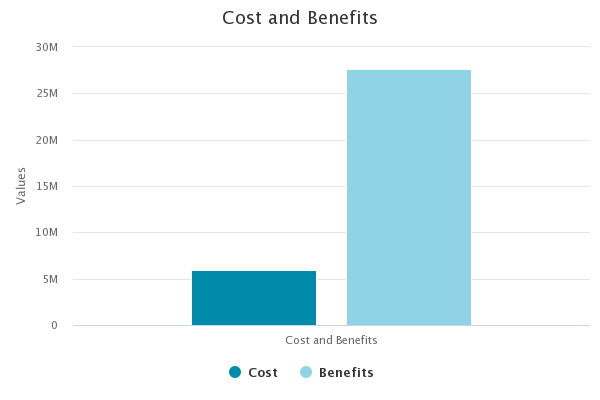 Cost and Benefits
30M
25M
20M
15M
10M
5M
0
Values
Cost and Benefits
Cost Benefits